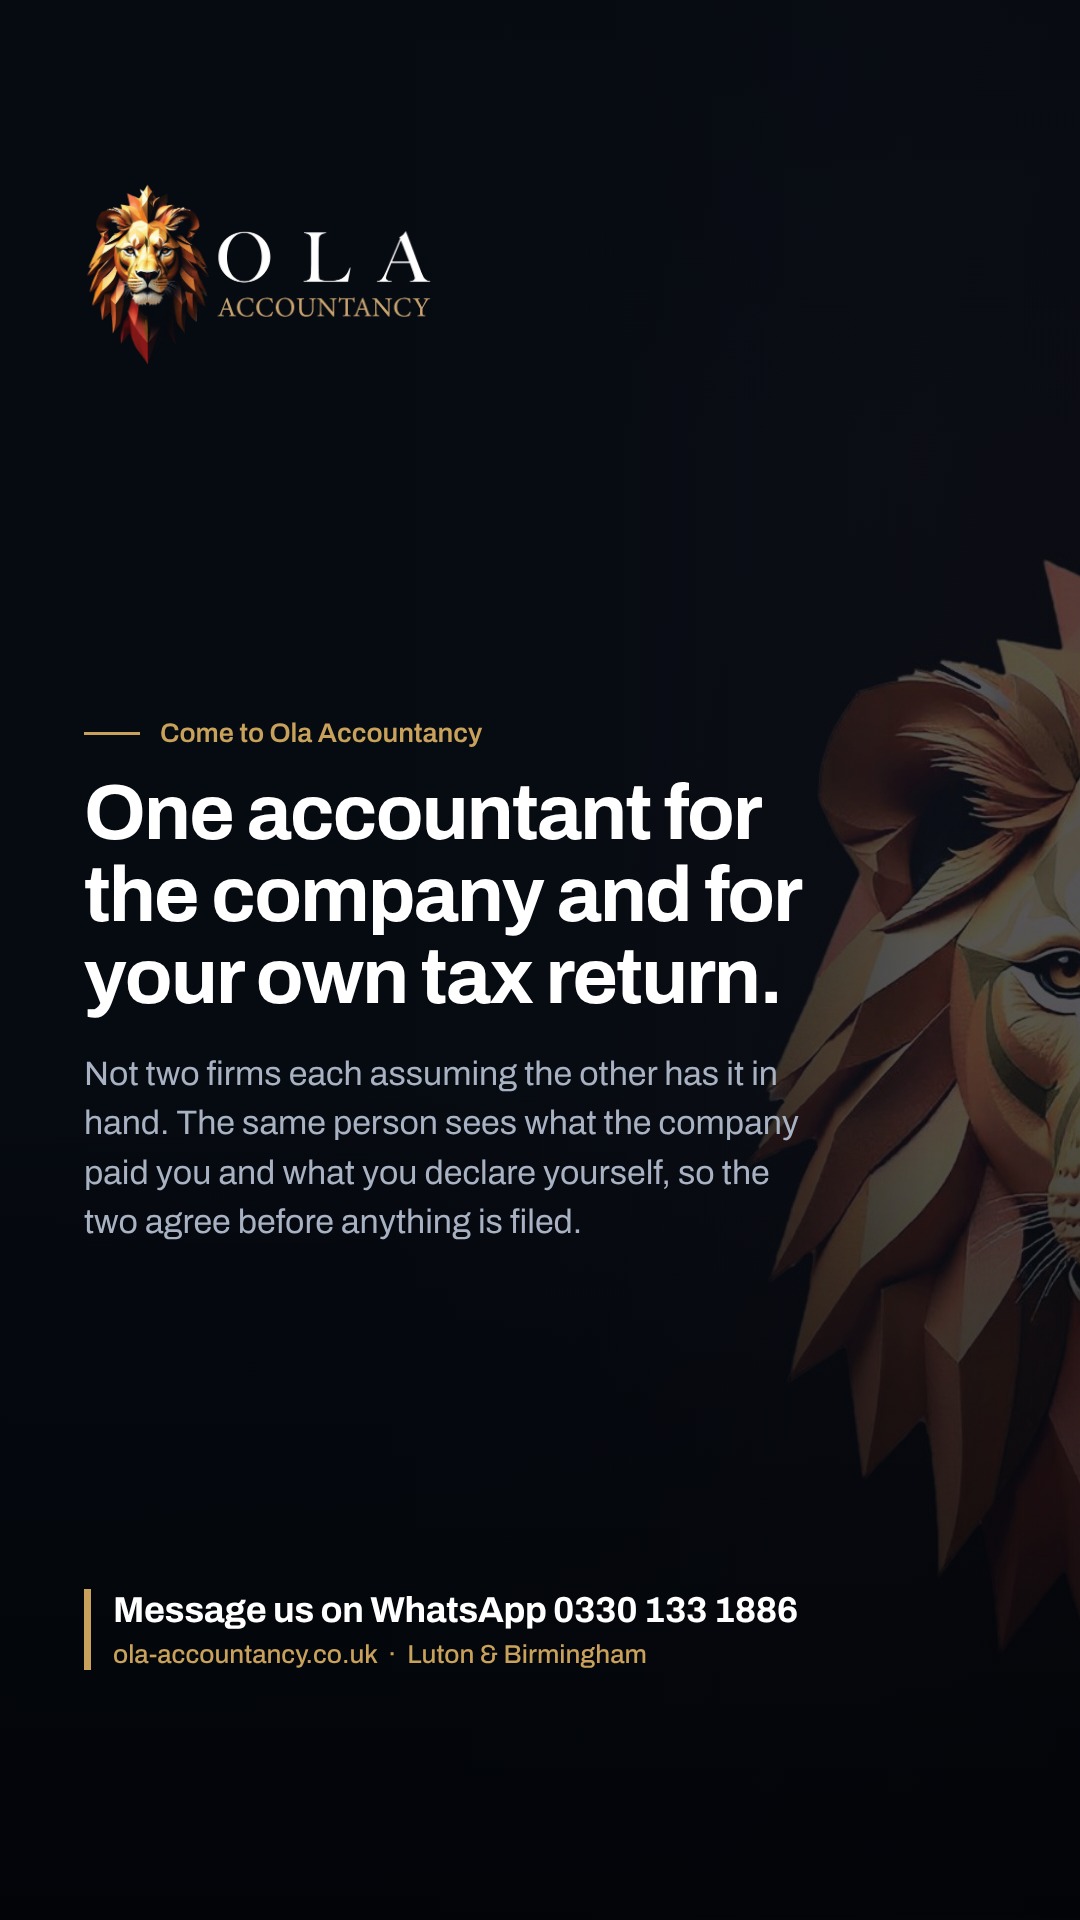 OLA
ACCOUNTANCY
Come to Ola Accountancy
One accountant for
the company and for
your own tax return.
Not two firms each assuming the other has it in
hand. The same person sees what the company
paid you and what you declare yourself, so the
two agree before anything is filed.
Message us on WhatsApp 0330 133 1886
ola-accountancy.co.uk · Luton & Birmingham